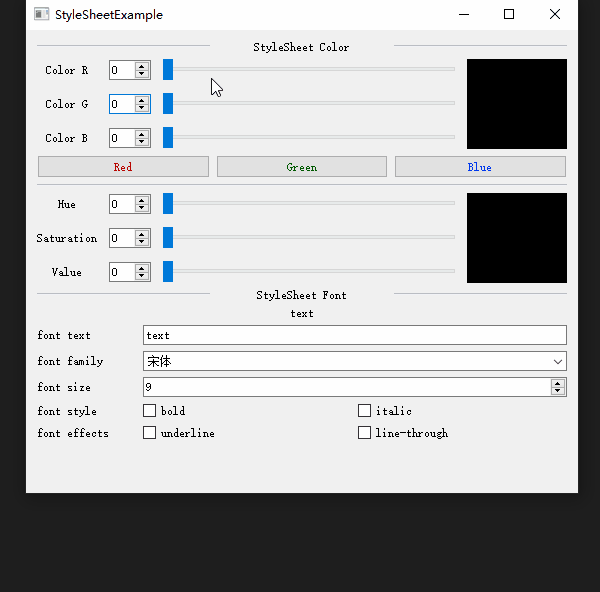 StyleSheetExample
StyleSheet Color
Color R 0
Color G 0
Color B 0
Red Green Blue
Hue 0
Saturation 0
Value 0
StyleSheet Font
text
font text text
font family 宋体
font size 9
font style bold italic
font effects underline line-through